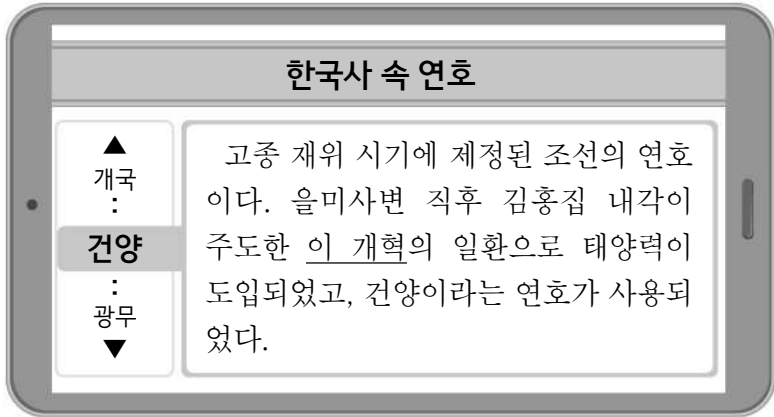 한국사 속 연호
▲
개국
:
건양
:
광무
▼
고종 재위 시기에 제정된 조선의 연호
이다. 을미사변 직후 김홍집 내각이
주도한 이 개혁의 일환으로 태양력이
도입되었고, 건양이라는 연호가 사용되
었다.